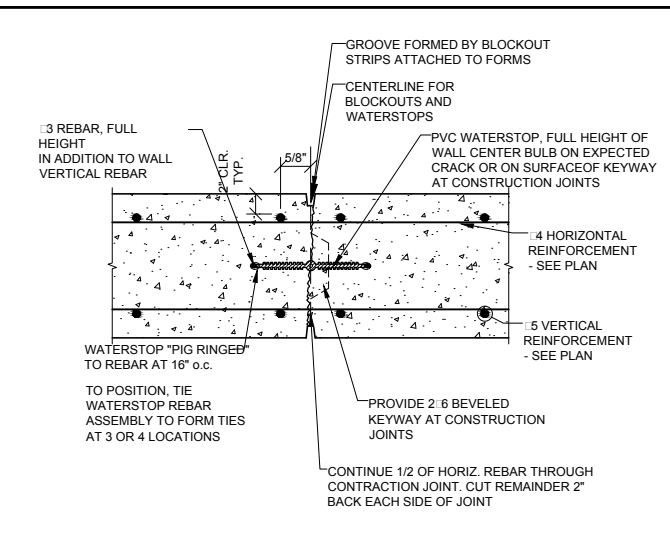 GROOVE FORMED BY BLOCKOUT
STRIPS ATTACHED TO FORMS
CENTERLINE FOR
BLOCKOUTS AND
WATERSTOPS
□3 REBAR, FULL
HEIGHT
IN ADDITION TO WALL
VERTICAL REBAR
2" CLR.
TYP.
5/8"
PVC WATERSTOP, FULL HEIGHT OF
WALL CENTER BULB ON EXPECTED
CRACK OR ON SURFACEOF KEYWAY
AT CONSTRUCTION JOINTS
□4 HORIZONTAL
REINFORCEMENT
- SEE PLAN
□5 VERTICAL
REINFORCEMENT
- SEE PLAN
WATERSTOP "PIG RINGED"
TO REBAR AT 16" o.c.
TO POSITION, TIE
WATERSTOP REBAR
ASSEMBLY TO FORM TIES
AT 3 OR 4 LOCATIONS
PROVIDE 2□6 BEVELED
KEYWAY AT CONSTRUCTION
JOINTS
CONTINUE 1/2 OF HORIZ. REBAR THROUGH
CONTRACTION JOINT. CUT REMAINDER 2"
BACK EACH SIDE OF JOINT